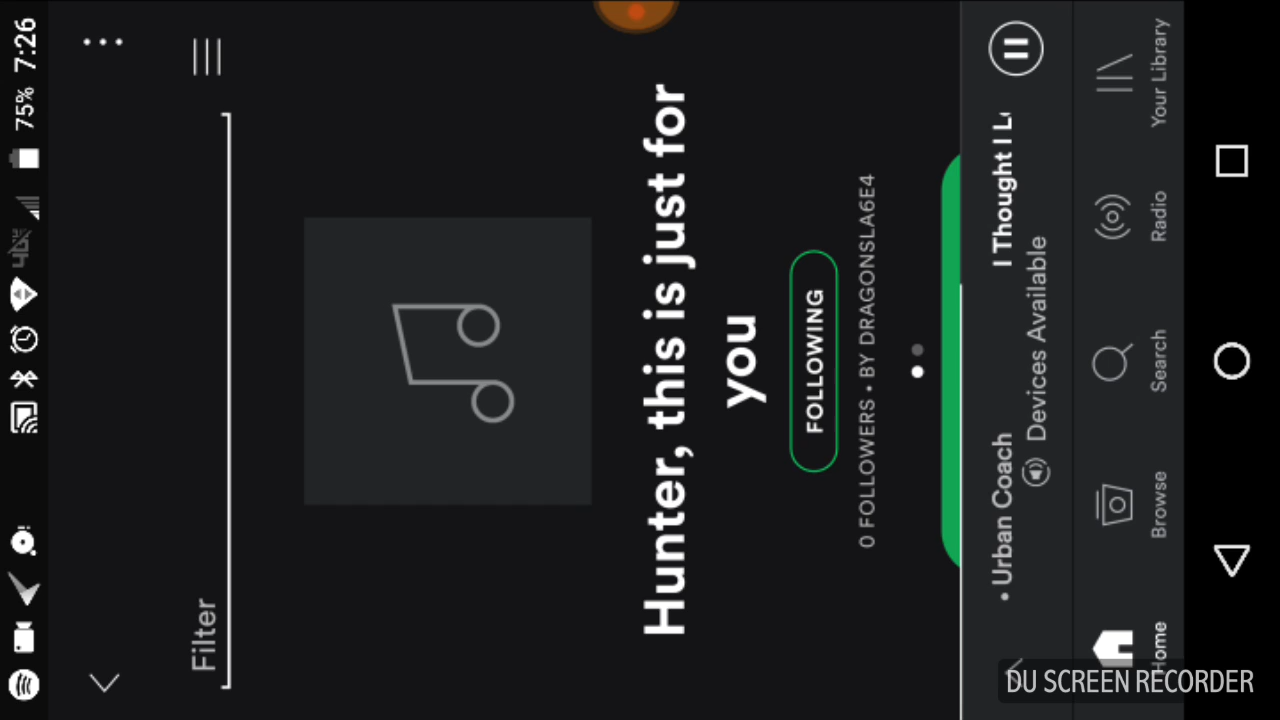 75% 7:26
Filter
Hunter, this is just for
you
FOLLOWING
0 FOLLOWERS • BY DRAGONSLA6E4
• Urban Coach I Thought I L
Devices Available
Home Browse Search Radio Your Library
DU SCREEN RECORDER